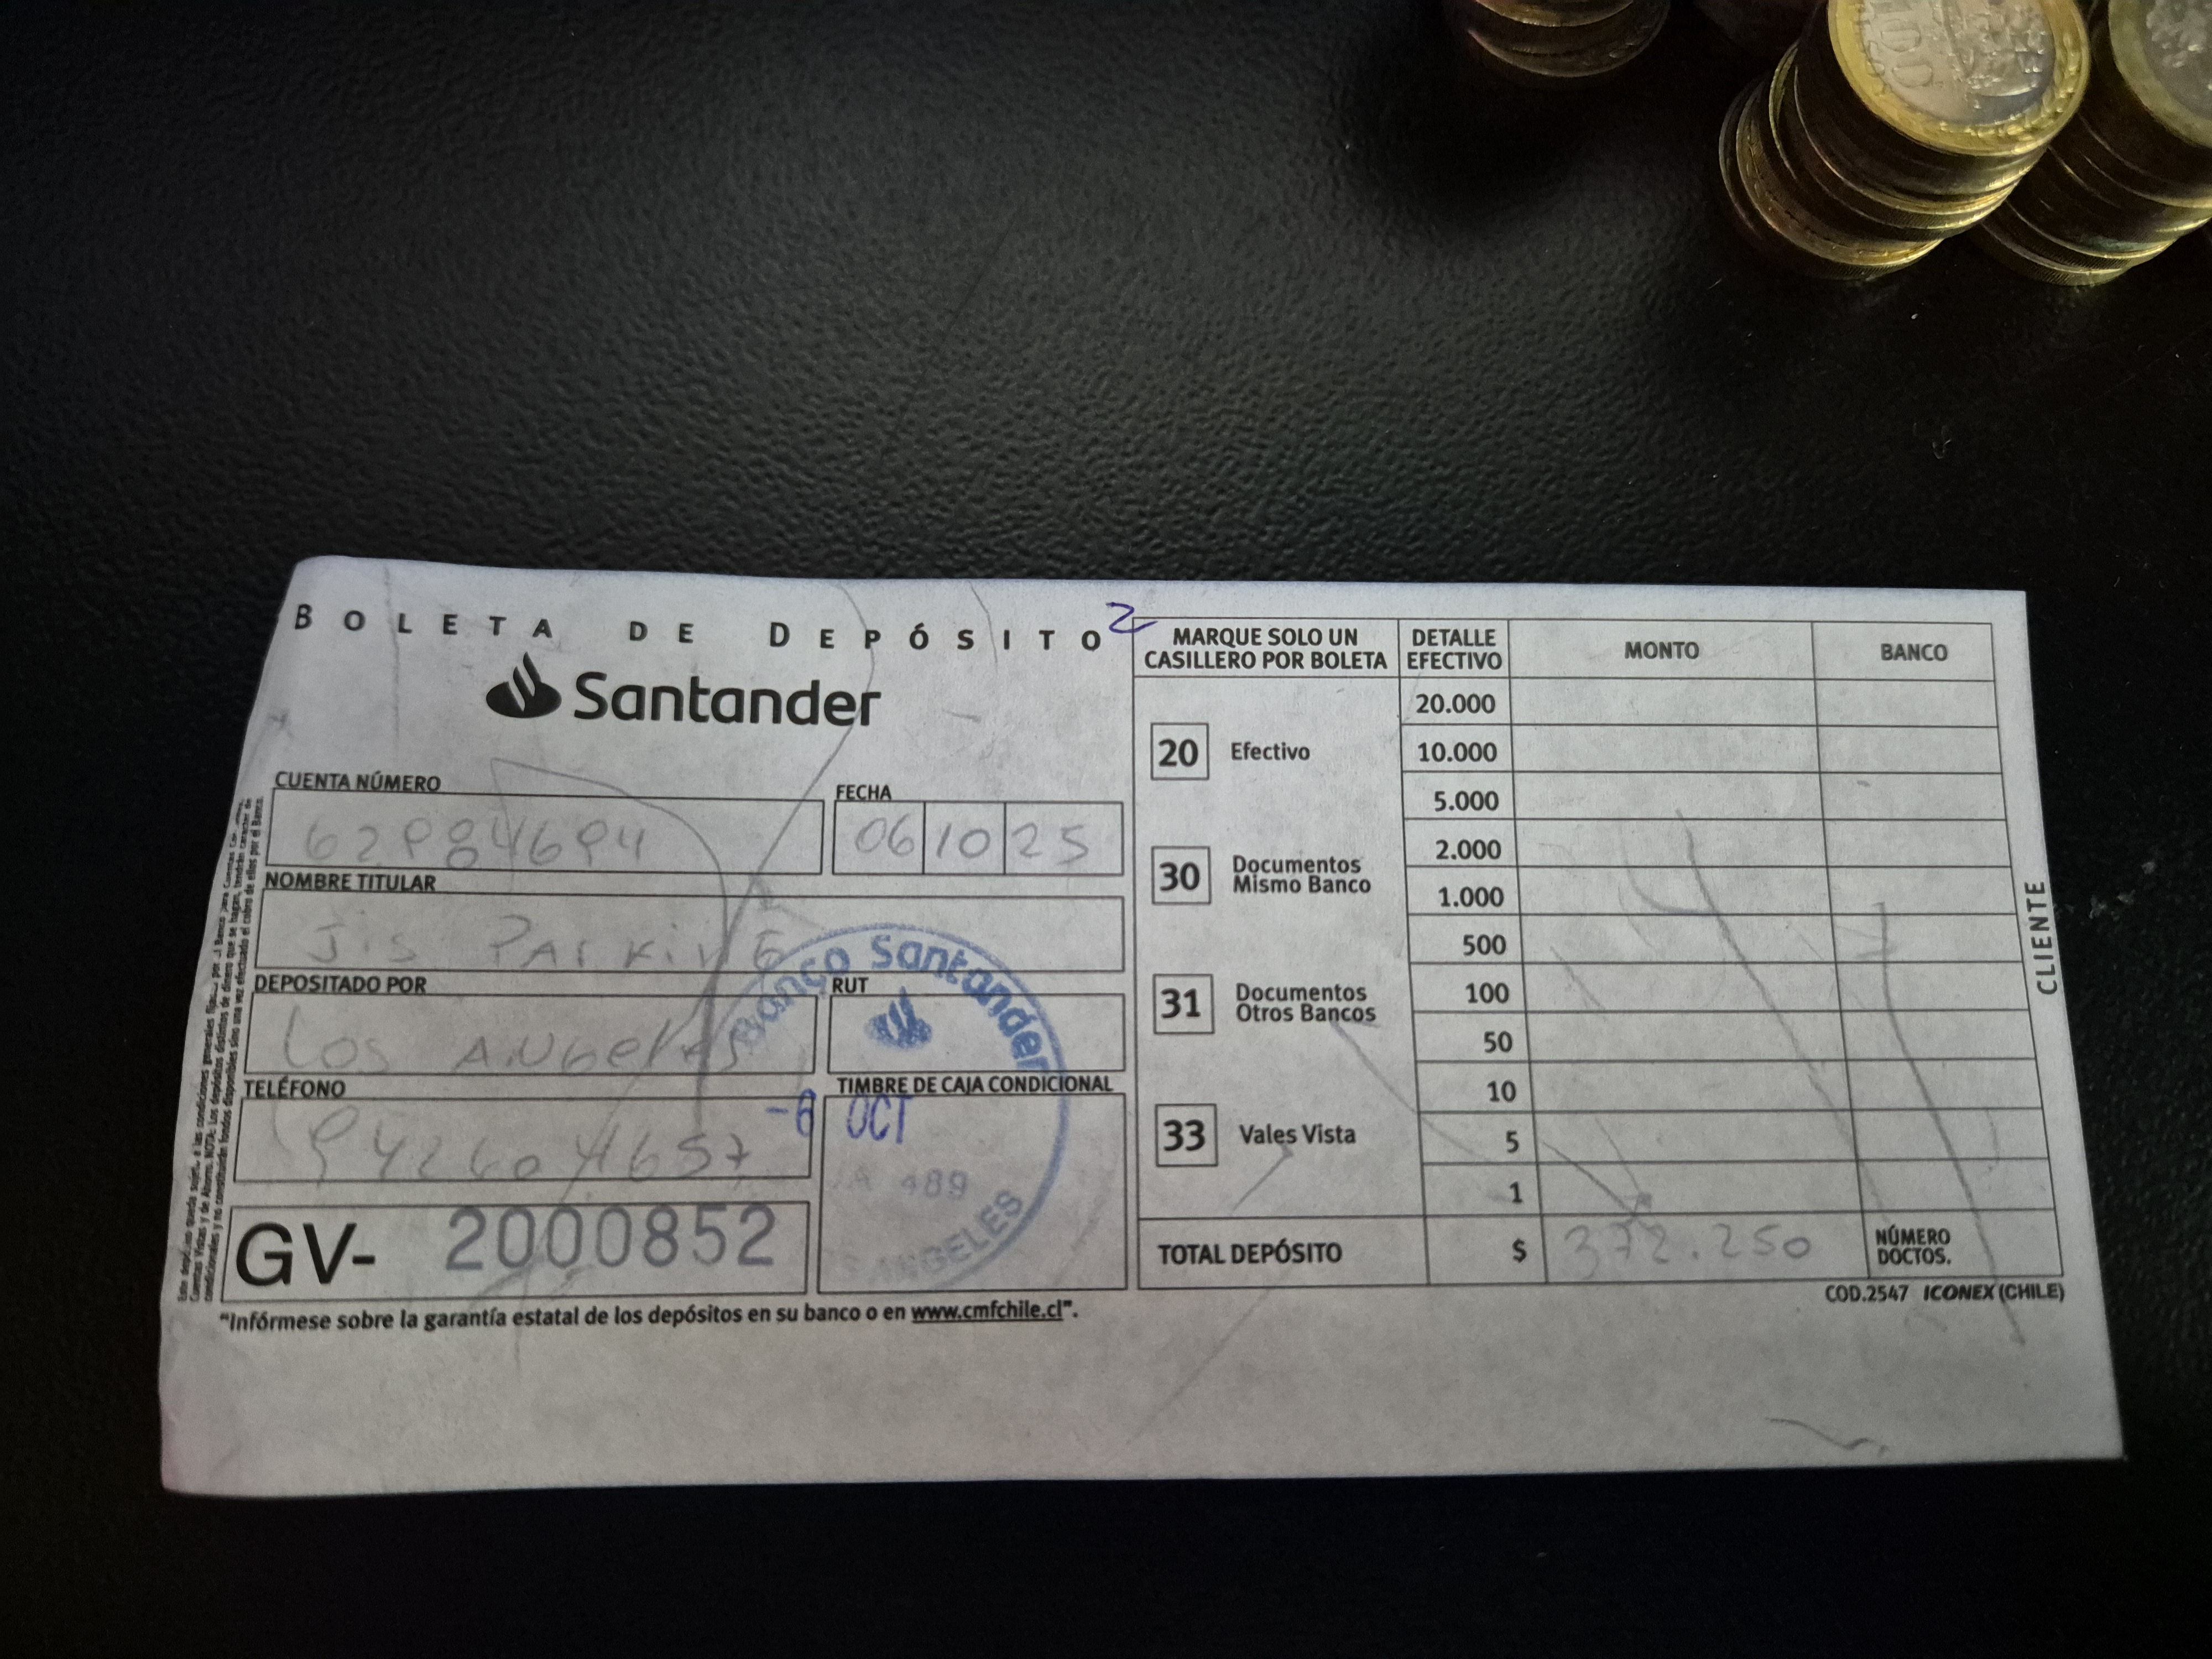 BOLETA DE DEPÓSITO
2
Santander
CUENTA NÚMERO
62984694
FECHA
06 10 25
NOMBRE TITULAR
Jis PARKING
DEPOSITADO POR
Los ANGeles
RUT
Banco Santander
TELÉFONO
TIMBRE DE CAJA CONDICIONAL
-6 OCT
489
ANGELES
GV- 2000852
"Infórmese sobre la garantía estatal de los depósitos en su banco o en www.cmfchile.cl".
MARQUE SOLO UN
CASILLERO POR BOLETA
20 Efectivo
30 Documentos
Mismo Banco
31 Documentos
Otros Bancos
33 Vales Vista
DETALLE
EFECTIVO
MONTO
BANCO
20.000
10.000
5.000
2.000
1.000
500
100
50
10
5
1
TOTAL DEPÓSITO $ 372.250
NÚMERO
DOCTOS.
COD.2547 ICONEX (CHILE)
CLIENTE